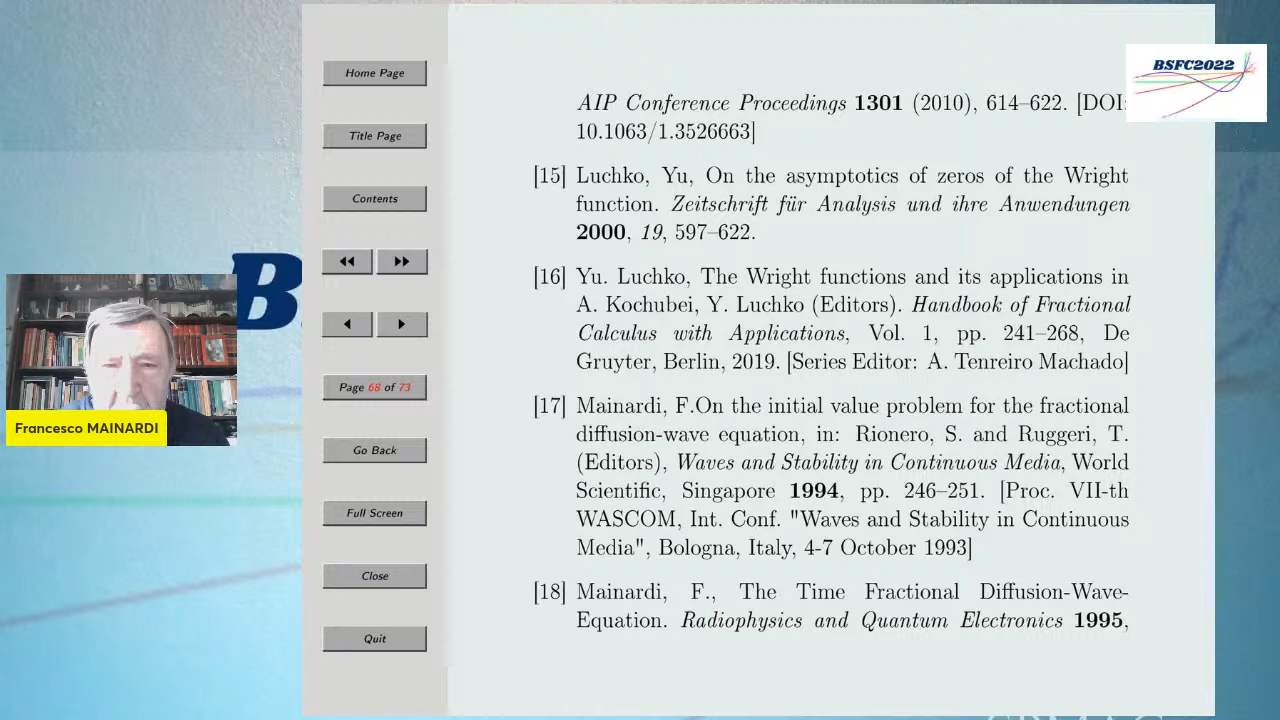 Home Page
Title Page
Contents
Page 68 of 73
Go Back
Full Screen
Close
Quit
BSFC2022
AIP Conference Proceedings 1301 (2010), 614–622. [DOI:
10.1063/1.3526663]
[15] Luchko, Yu, On the asymptotics of zeros of the Wright
function. Zeitschrift für Analysis und ihre Anwendungen
2000, 19, 597–622.
[16] Yu. Luchko, The Wright functions and its applications in
A. Kochubei, Y. Luchko (Editors). Handbook of Fractional
Calculus with Applications, Vol. 1, pp. 241–268, De
Gruyter, Berlin, 2019. [Series Editor: A. Tenreiro Machado]
[17] Mainardi, F.On the initial value problem for the fractional
diffusion-wave equation, in: Rionero, S. and Ruggeri, T.
(Editors), Waves and Stability in Continuous Media, World
Scientific, Singapore 1994, pp. 246–251. [Proc. VII-th
WASCOM, Int. Conf. "Waves and Stability in Continuous
Media", Bologna, Italy, 4-7 October 1993]
[18] Mainardi, F., The Time Fractional Diffusion-Wave-
Equation. Radiophysics and Quantum Electronics 1995,
B
Francesco MAINARDI